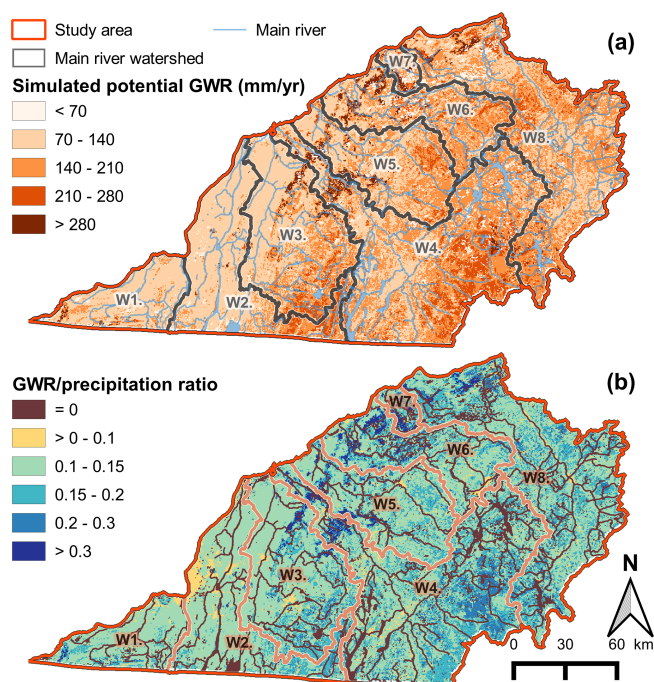 Study area
Main river
Main river watershed
(a)
Simulated potential GWR (mm/yr)
< 70
70 - 140
140 - 210
210 - 280
> 280
W7.
W6.
W8.
W5.
W3.
W4.
W1.
W2.
(b)
GWR/precipitation ratio
= 0
> 0 - 0.1
0.1 - 0.15
0.15 - 0.2
0.2 - 0.3
> 0.3
W7.
W6.
W8.
W5.
W3.
W4.
W1.
W2.
N
0 30 60 km